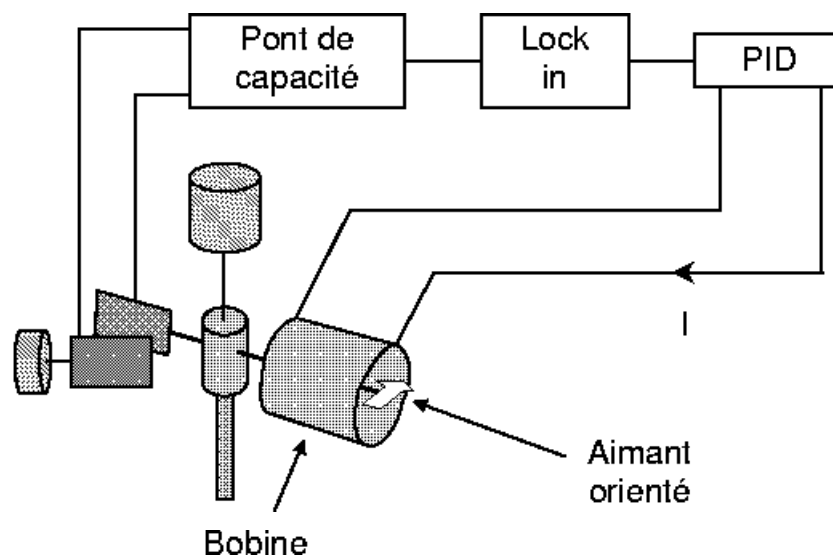 Pont de
capacité
Lock
in
PID
I
Aimant
orienté
Bobine